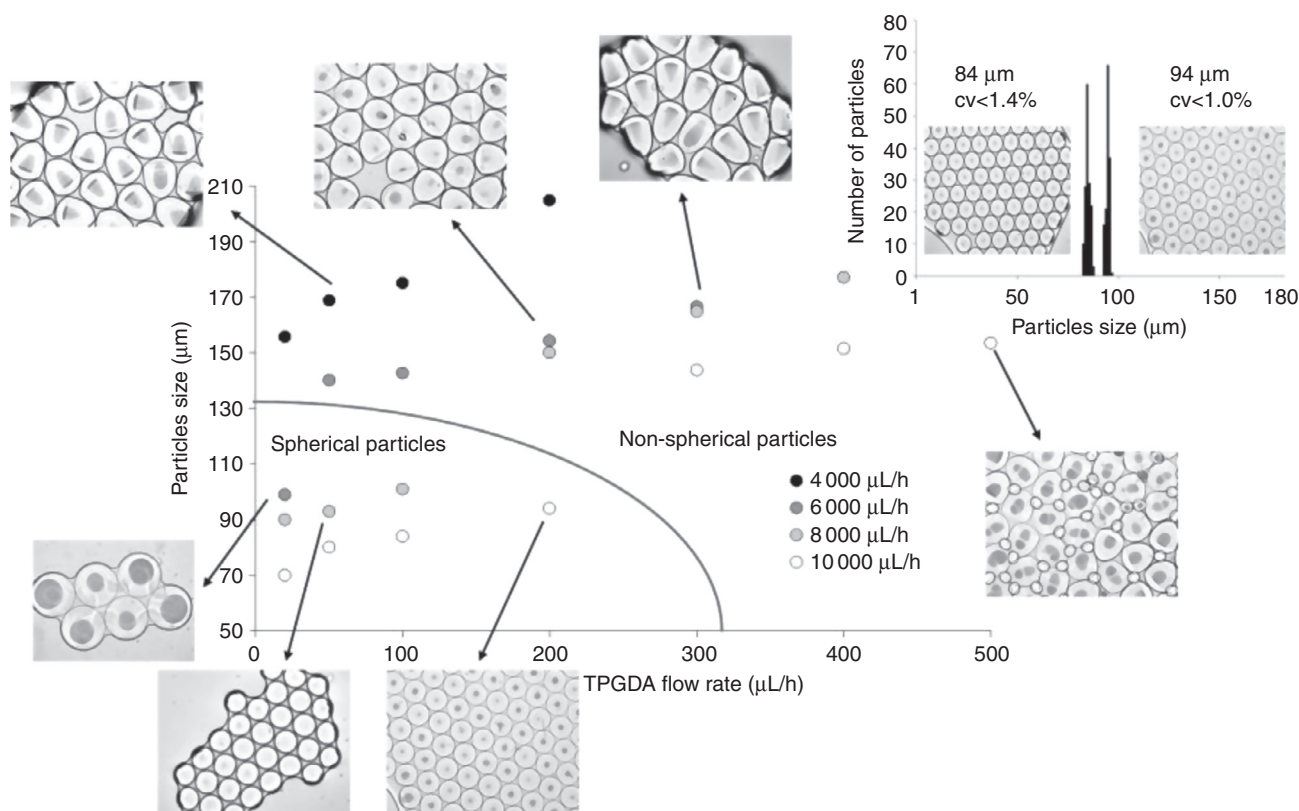 80
70
60
50
40
30
20
10
0
Number of particles
84 μm
cv<1.4%
94 μm
cv<1.0%
1
50
100
150
180
Particles size (μm)
210
190
170
150
130
110
90
70
50
Particles size (μm)
Spherical particles
Non-spherical particles
4 000 μL/h
6 000 μL/h
8 000 μL/h
10 000 μL/h
0
100
200
300
400
500
TPGDA flow rate (μL/h)